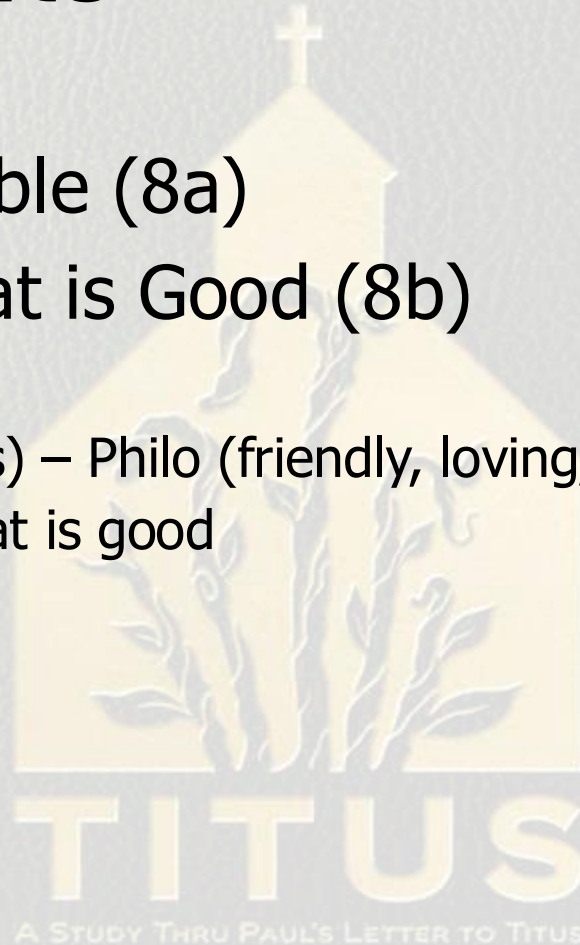 ble (8a)
at is Good (8b)
s) – Philo (friendly, loving,
at is good
TITUS
A Study Thru Paul's Letter to Titus